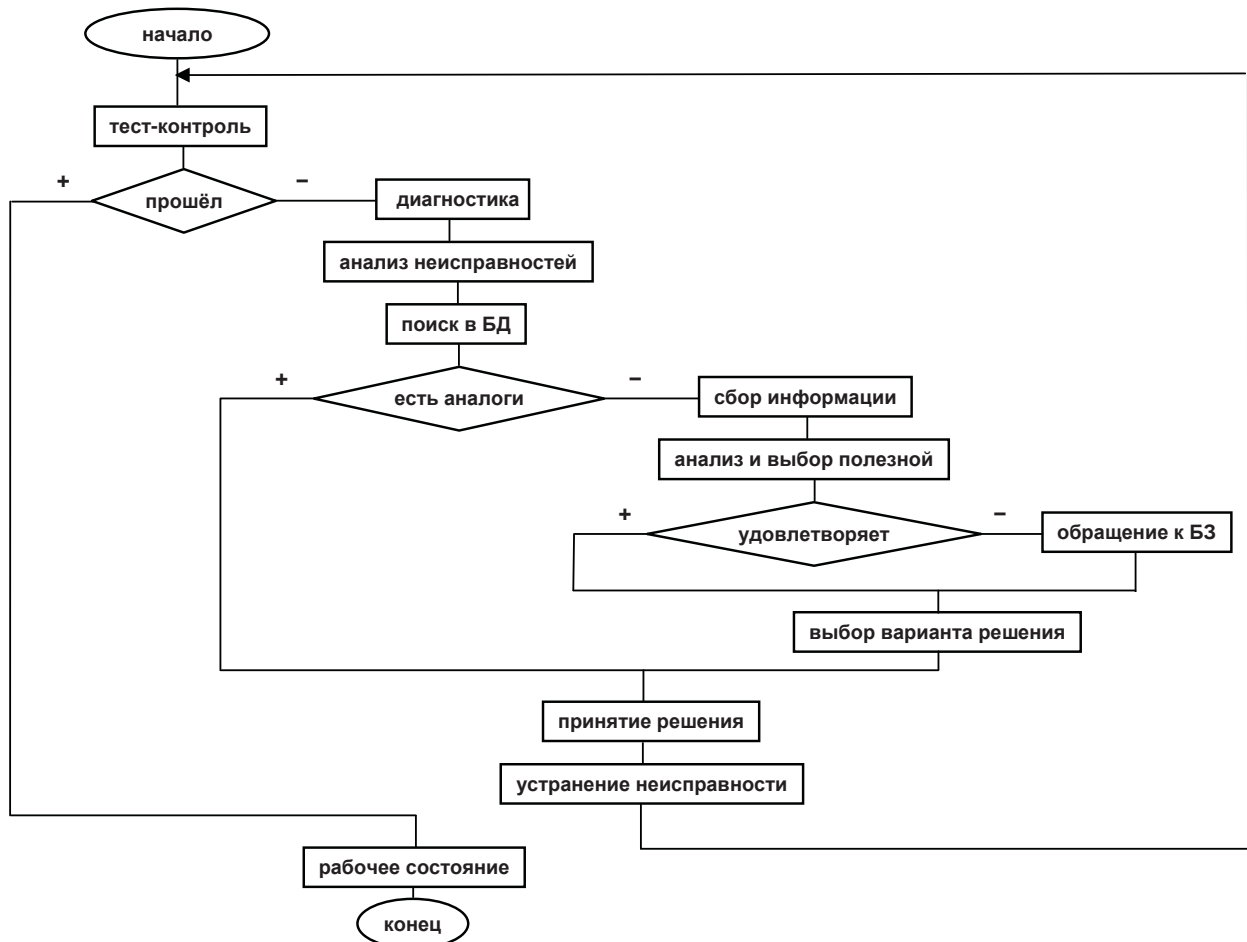 начало
тест-контроль
+
–
прошёл
диагностика
анализ неисправностей
поиск в БД
+
–
есть аналоги
сбор информации
анализ и выбор полезной
+
–
удовлетворяет
обращение к БЗ
выбор варианта решения
принятие решения
устранение неисправности
рабочее состояние
конец